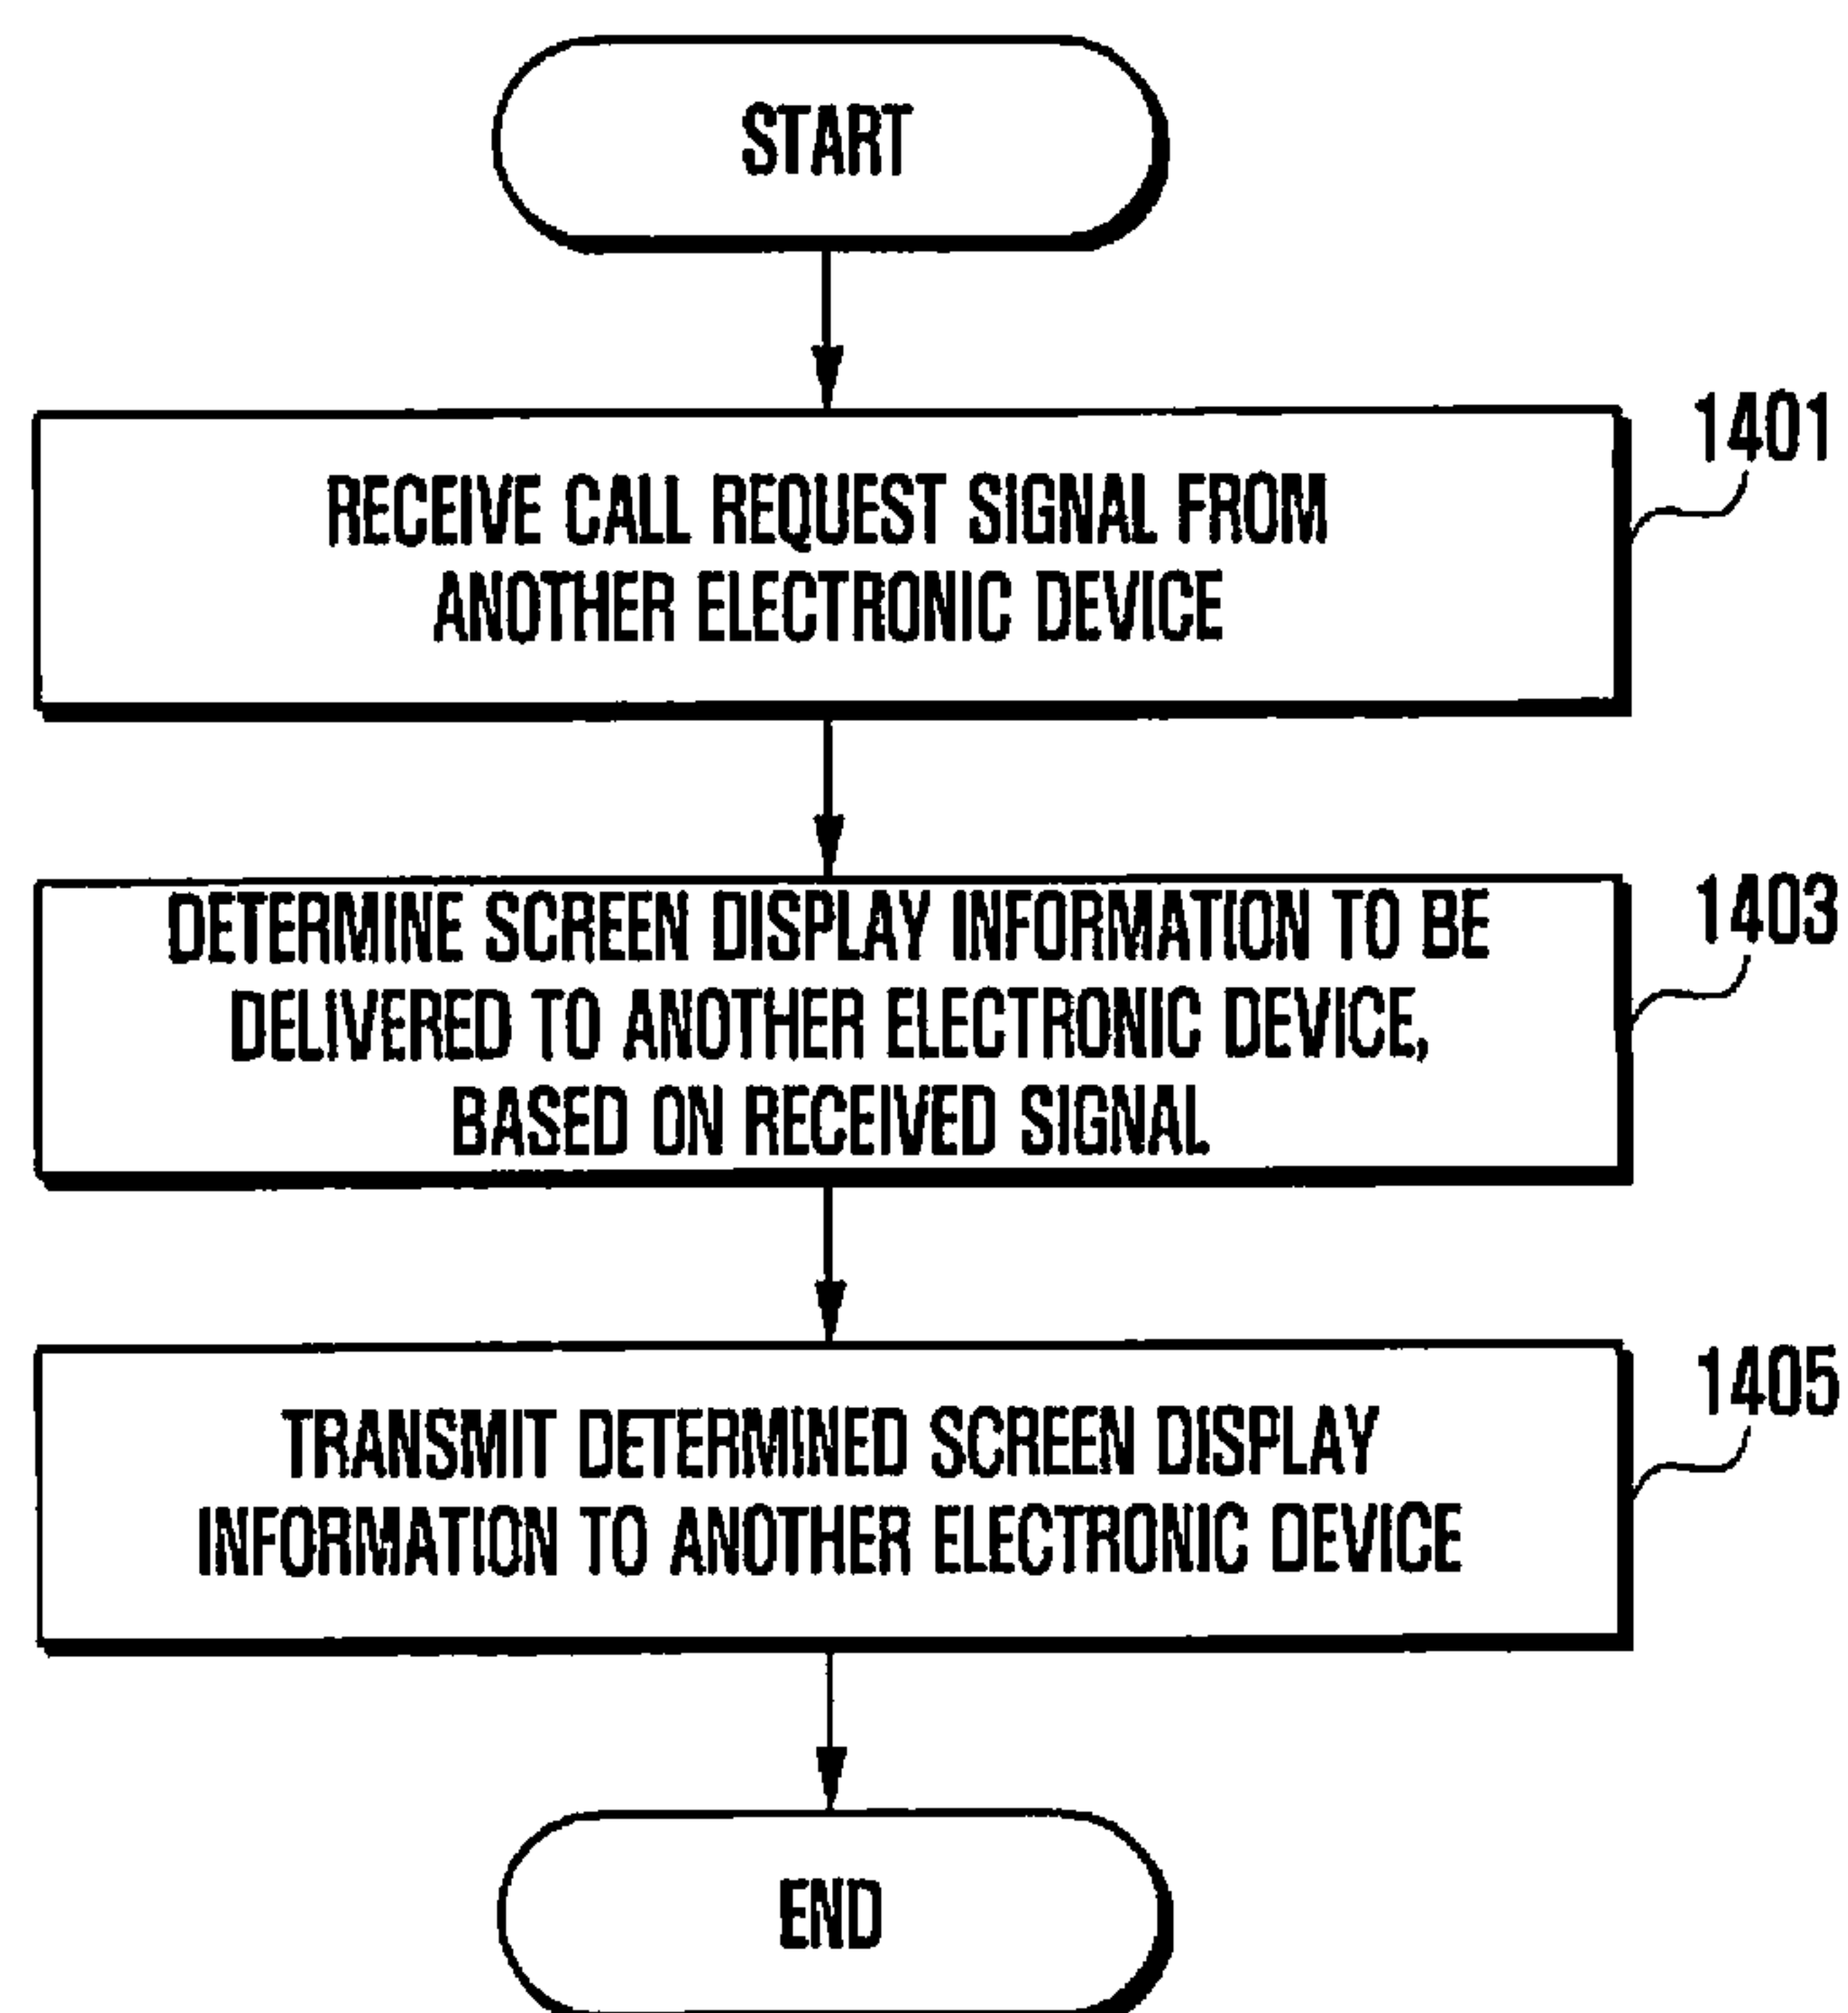 START
1401
RECEIVE CALL REQUEST SIGNAL FROM
ANOTHER ELECTRONIC DEVICE
1403
DETERMINE SCREEN DISPLAY INFORMATION TO BE
DELIVERED TO ANOTHER ELECTRONIC DEVICE,
BASED ON RECEIVED SIGNAL
1405
TRANSMIT DETERMINED SCREEN DISPLAY
INFORMATION TO ANOTHER ELECTRONIC DEVICE
END